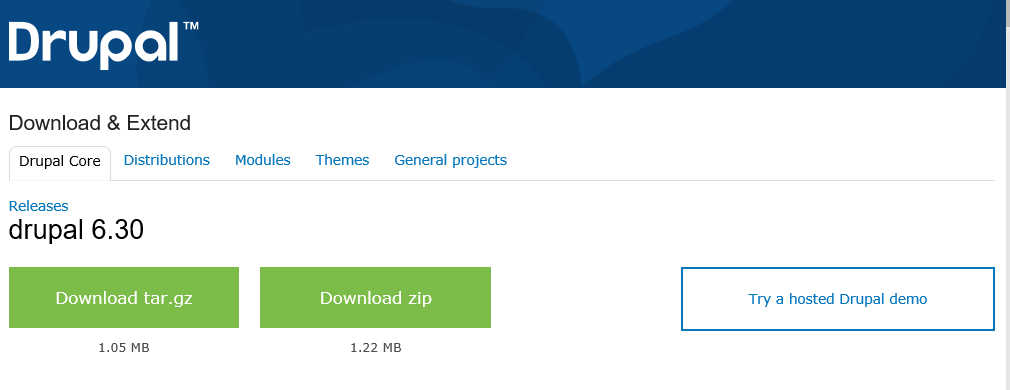 Drupal™
Download & Extend
Drupal Core Distributions Modules Themes General projects
Releases
drupal 6.30
Download tar.gz Download zip Try a hosted Drupal demo
1.05 MB 1.22 MB